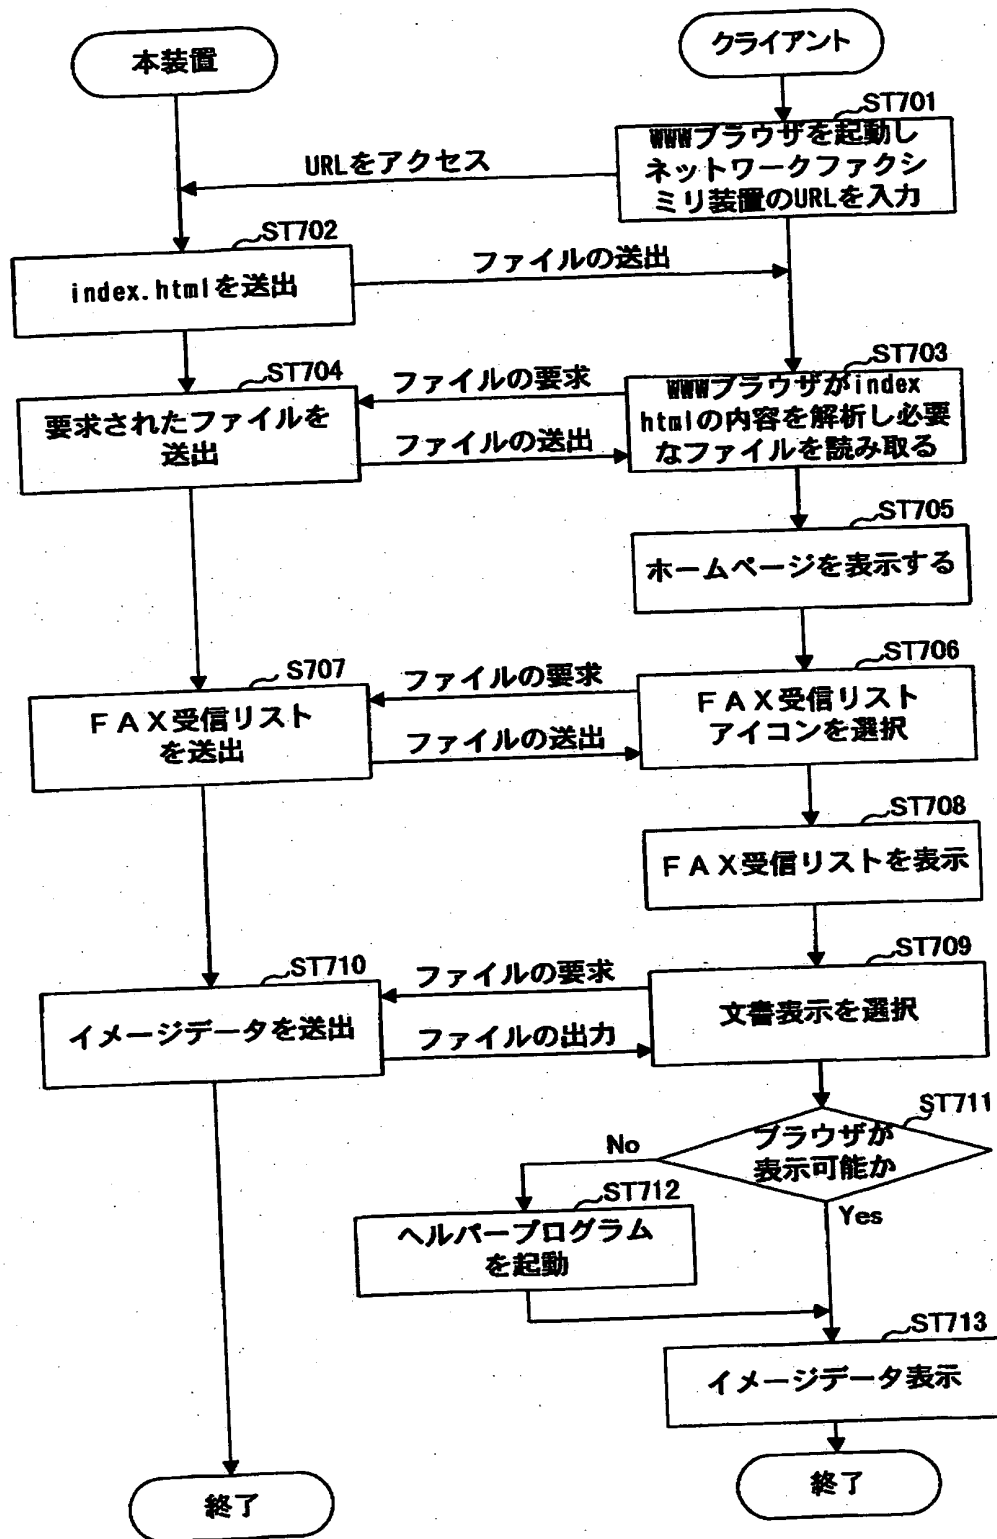 本装置
クライアント
ST701
WWWブラウザを起動し
ネットワークファクシ
ミリ装置のURLを入力
URLをアクセス
ST702
index.htmlを送出
ファイルの送出
ST703
WWWブラウザがindex
htmlの内容を解析し必要
なファイルを読み取る
ST704
ファイルの要求
要求されたファイルを
送出
ファイルの送出
ST705
ホームページを表示する
ST706
FAX受信リスト
アイコンを選択
S707
ファイルの要求
FAX受信リスト
を送出
ファイルの送出
ST708
FAX受信リストを表示
ST709
文書表示を選択
ST710
ファイルの要求
イメージデータを送出
ファイルの出力
ST711
ブラウザが
表示可能か
No
Yes
ST712
ヘルパープログラム
を起動
ST713
イメージデータ表示
終了
終了